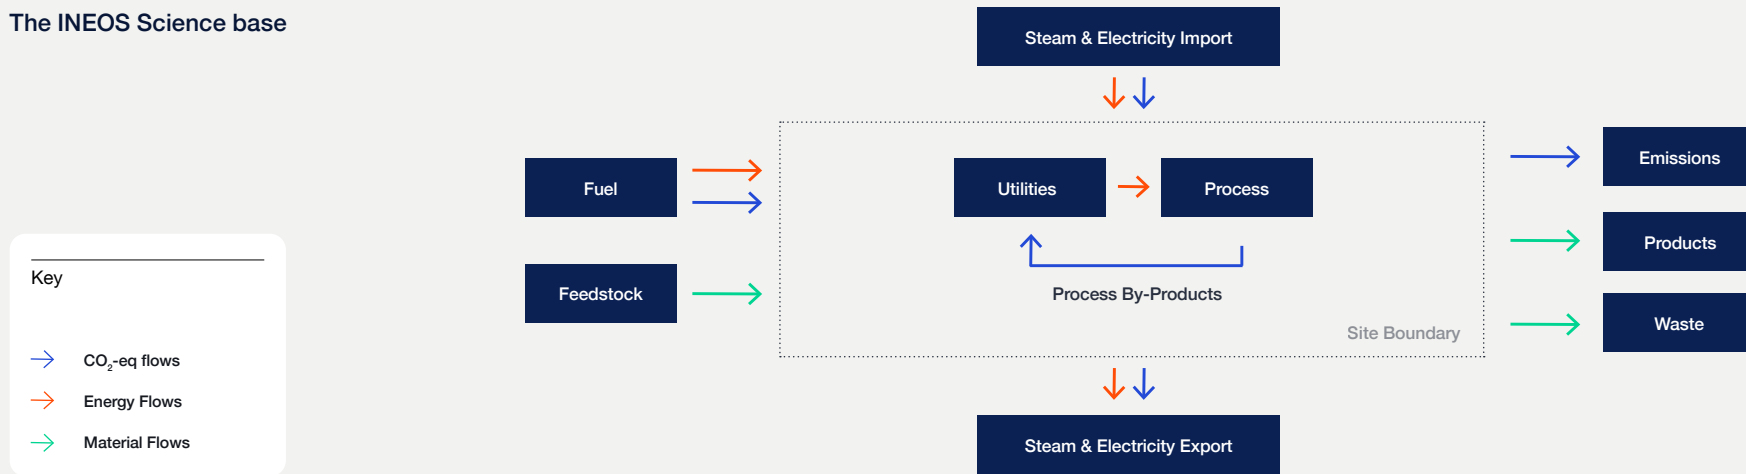 The INEOS Science base
Steam & Electricity Import
Fuel
Utilities
Process
Emissions
Products
Feedstock
Process By-Products
Site Boundary
Waste
Steam & Electricity Export
Key
CO₂-eq flows
Energy Flows
Material Flows